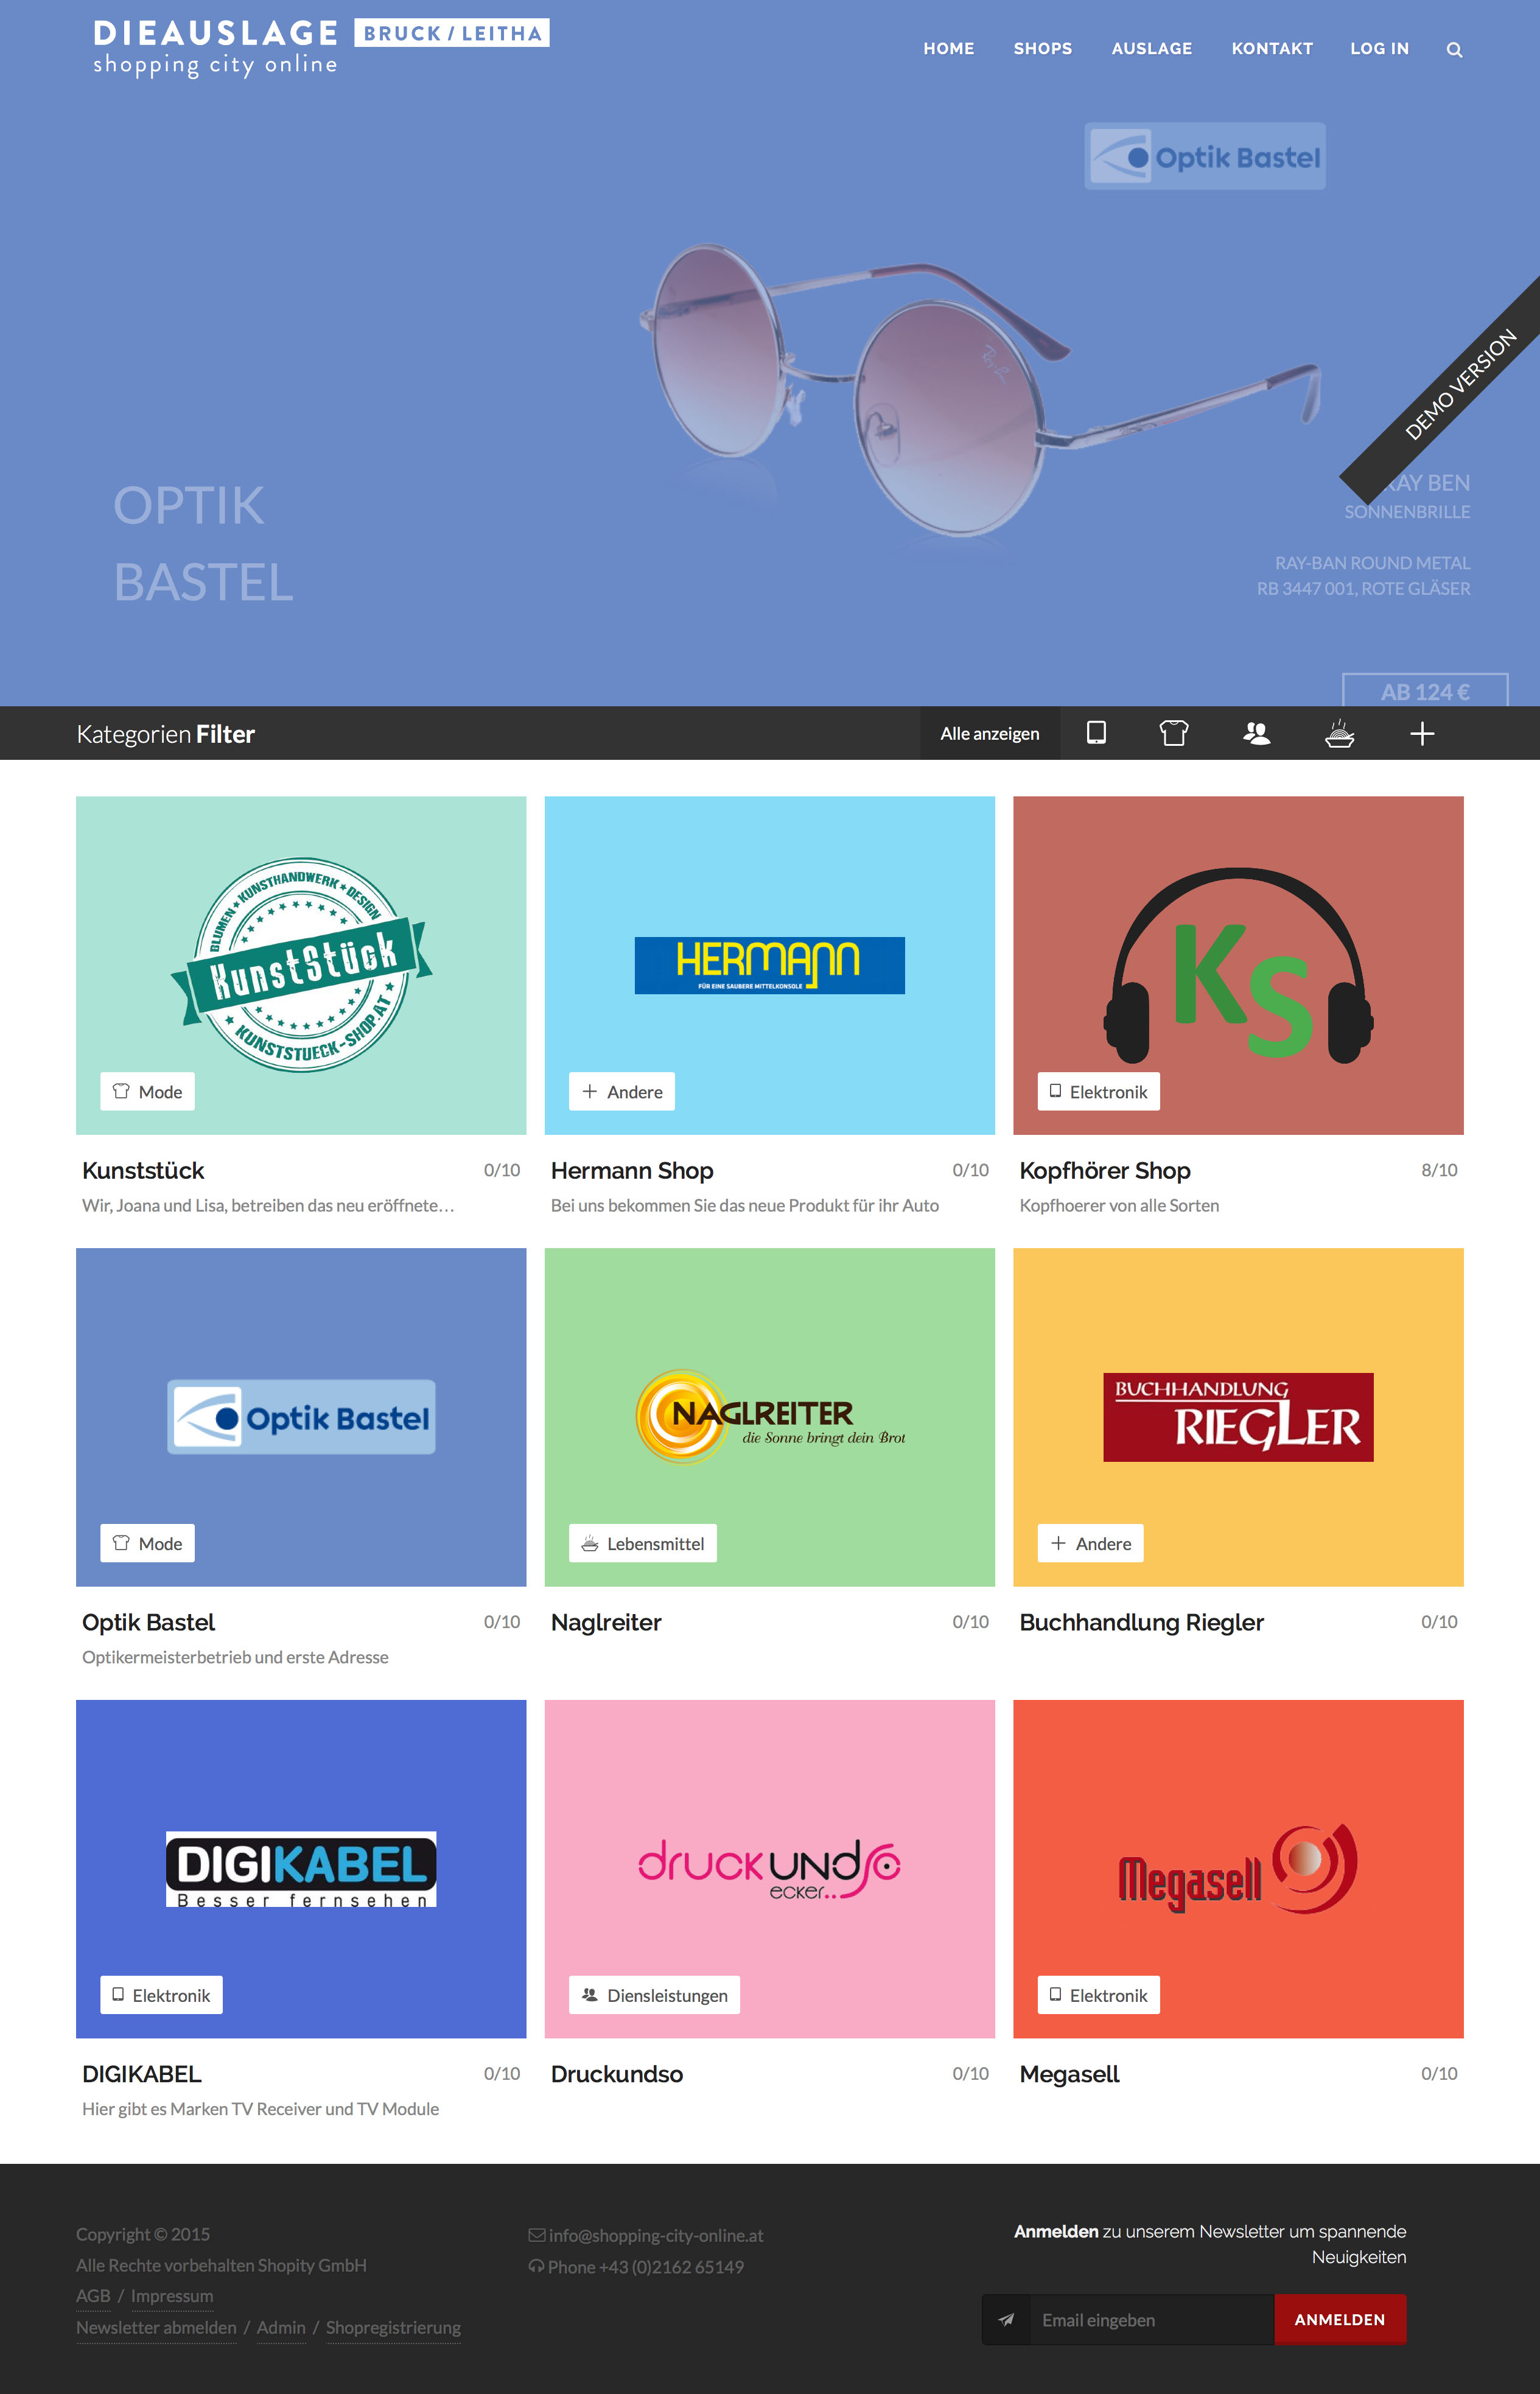 DIEAUSLAGE BRUCK / LEITHA
shopping city online
HOME SHOPS AUSLAGE KONTAKT LOG IN
Optik Bastel
Ray-Ban
DEMO VERSION
OPTIK
BASTEL
RAY BEN
SONNENBRILLE
RAY-BAN ROUND METAL
RB 3447 001, ROTE GLÄSER
AB 124 €
Kategorien Filter
Alle anzeigen
BLUMEN ★ KUNSTHANDWERK ★ DESIGN
KunstStück
★ KUNSTSTUECK-SHOP.AT ★
Mode
HERMANN
FÜR EINE SAUBERE MITTELKONSOLE
Andere
KS
Elektronik
Kunststück 0/10
Wir, Joana und Lisa, betreiben das neu eröffnete…
Hermann Shop 0/10
Bei uns bekommen Sie das neue Produkt für ihr Auto
Kopfhörer Shop 8/10
Kopfhoerer von alle Sorten
Optik Bastel
Mode
NAGLREITER
die Sonne bringt dein Brot
Lebensmittel
BUCHHANDLUNG
RIEGLER
Andere
Optik Bastel 0/10
Optikermeisterbetrieb und erste Adresse
Naglreiter 0/10
Buchhandlung Riegler 0/10
DIGIKABEL
Besser fernsehen
Elektronik
druckundso
ecker..
Diensleistungen
Megasell
Elektronik
DIGIKABEL 0/10
Hier gibt es Marken TV Receiver und TV Module
Druckundso 0/10
Megasell 0/10
Copyright © 2015
Alle Rechte vorbehalten Shopity GmbH
AGB / Impressum
Newsletter abmelden / Admin / Shopregistrierung
info@shopping-city-online.at
Phone +43 (0)2162 65149
Anmelden zu unserem Newsletter um spannende
Neuigkeiten
Email eingeben
ANMELDEN